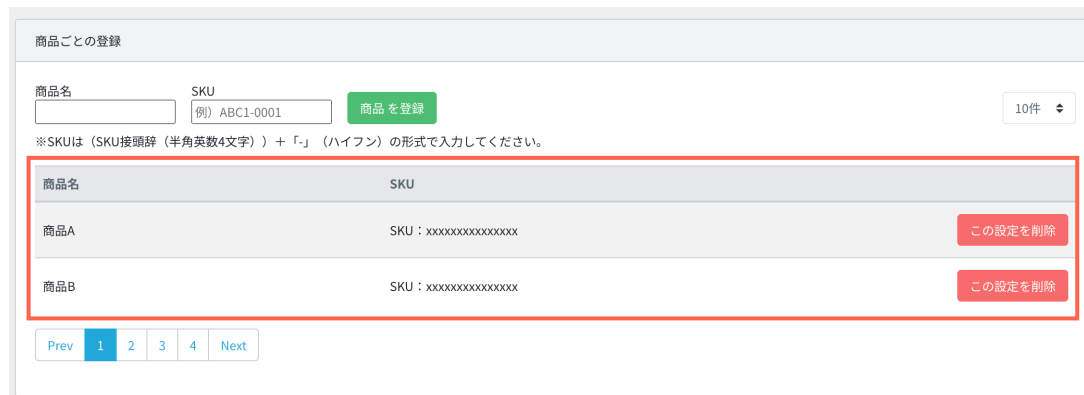 商品ごとの登録
商品名 SKU
例）ABC1-0001 商品 を登録 10件
※SKUは（SKU接頭辞（半角英数4文字））＋「-」（ハイフン）の形式で入力してください。
商品名 SKU
商品A SKU：xxxxxxxxxxxxxxx この設定を削除
商品B SKU：xxxxxxxxxxxxxxx この設定を削除
Prev 1 2 3 4 Next